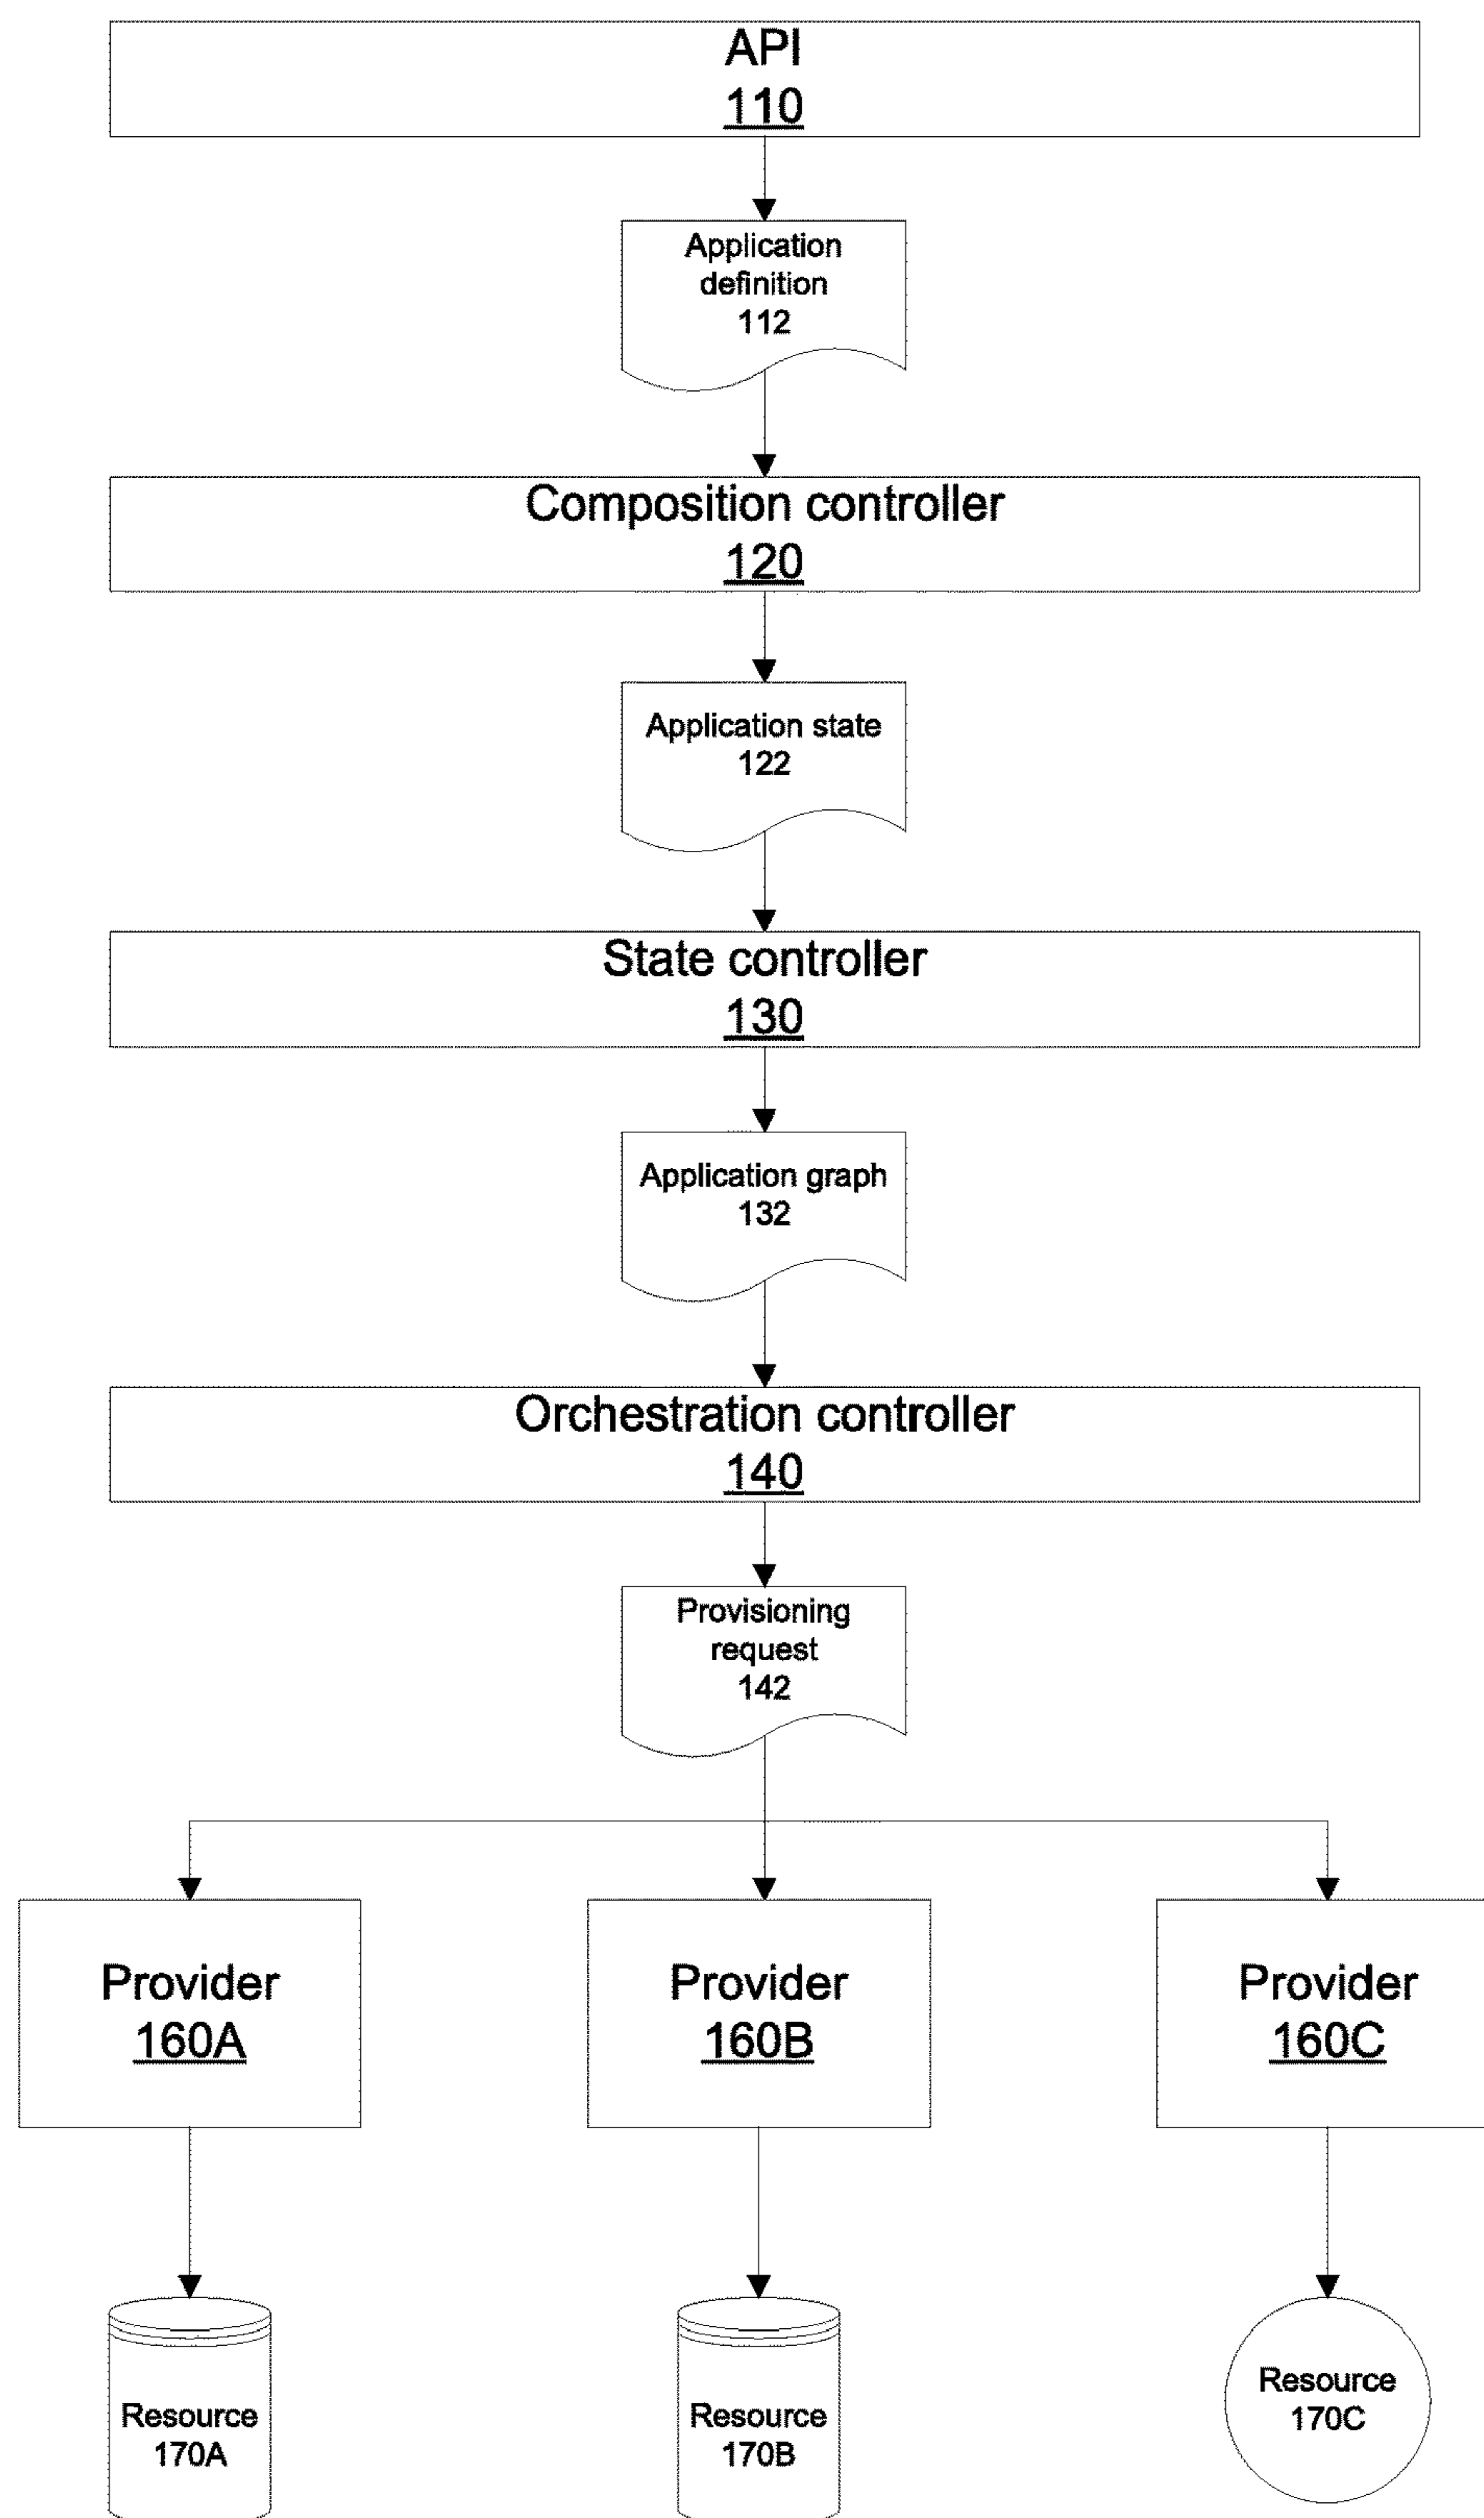 API
110
Application
definition
112
Composition controller
120
Application state
122
State controller
130
Application graph
132
Orchestration controller
140
Provisioning
request
142
Provider
160A
Provider
160B
Provider
160C
Resource
170A
Resource
170B
Resource
170C